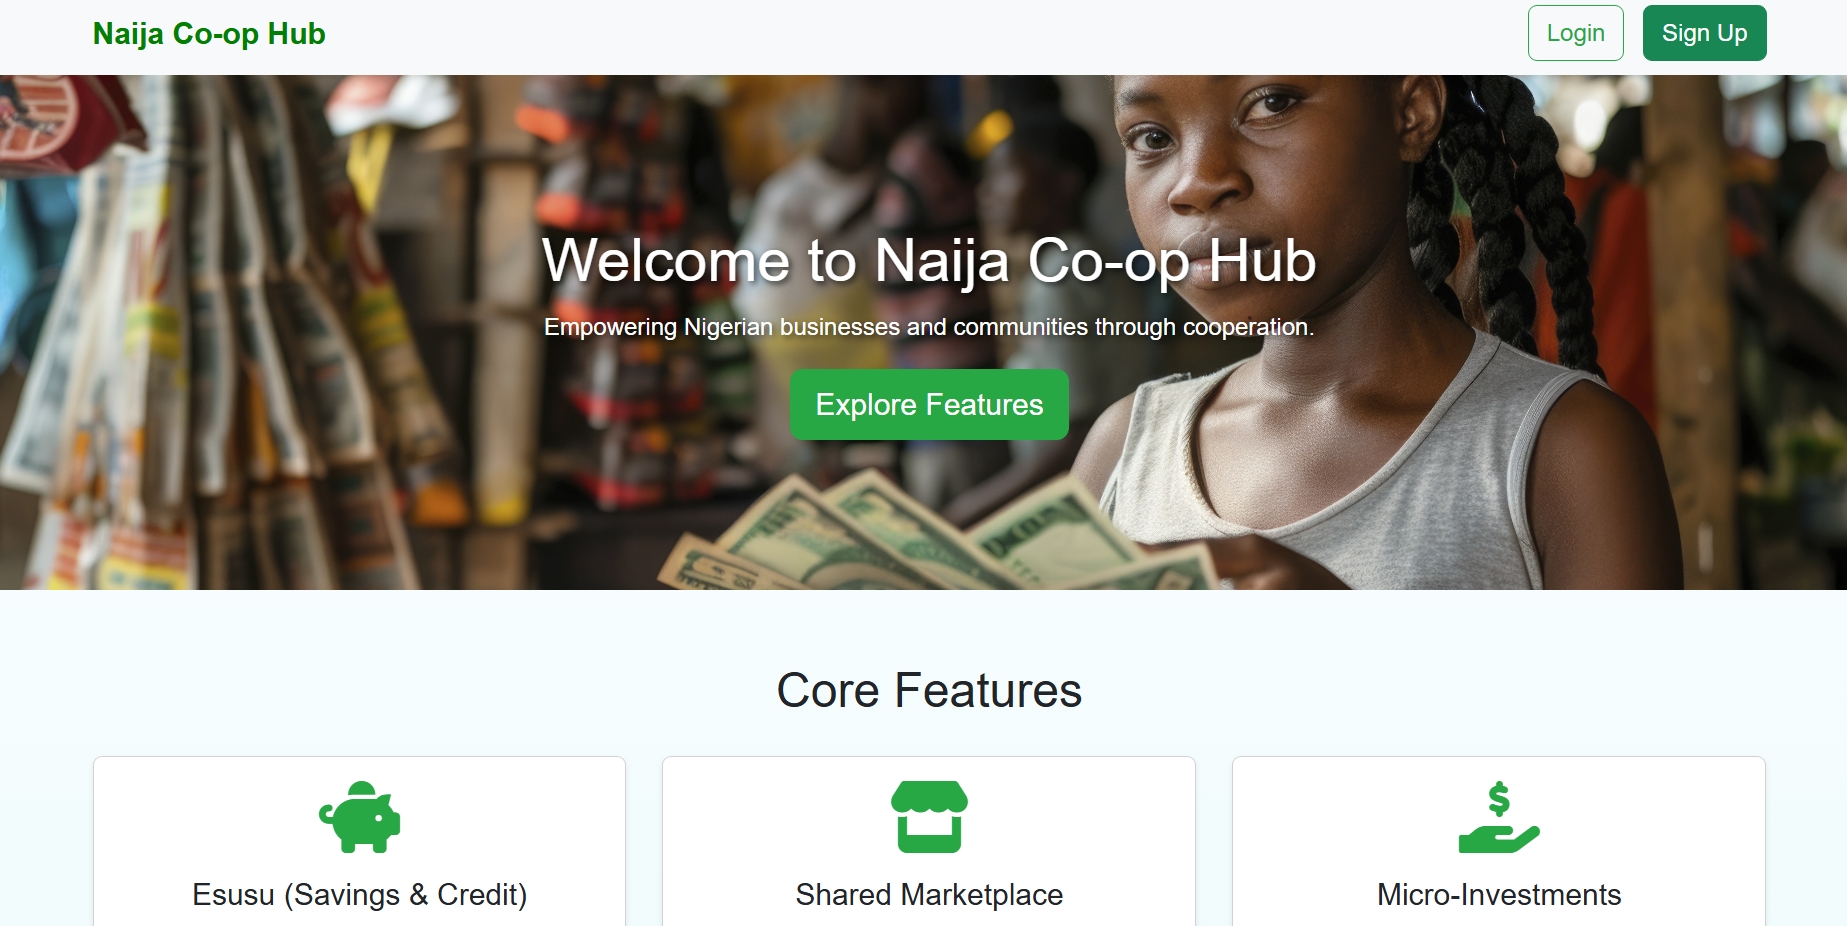 Naija Co-op Hub
Login
Sign Up
Welcome to Naija Co-op Hub
Empowering Nigerian businesses and communities through cooperation.
Explore Features
Core Features
Esusu (Savings & Credit)
Shared Marketplace
$
Micro-Investments